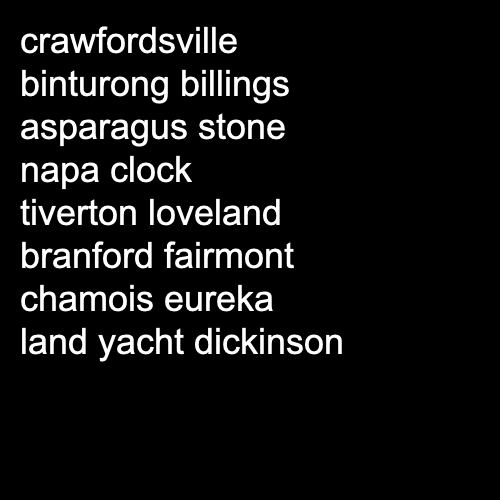 crawfordsville
binturong billings
asparagus stone
napa clock
tiverton loveland
branford fairmont
chamois eureka
land yacht dickinson